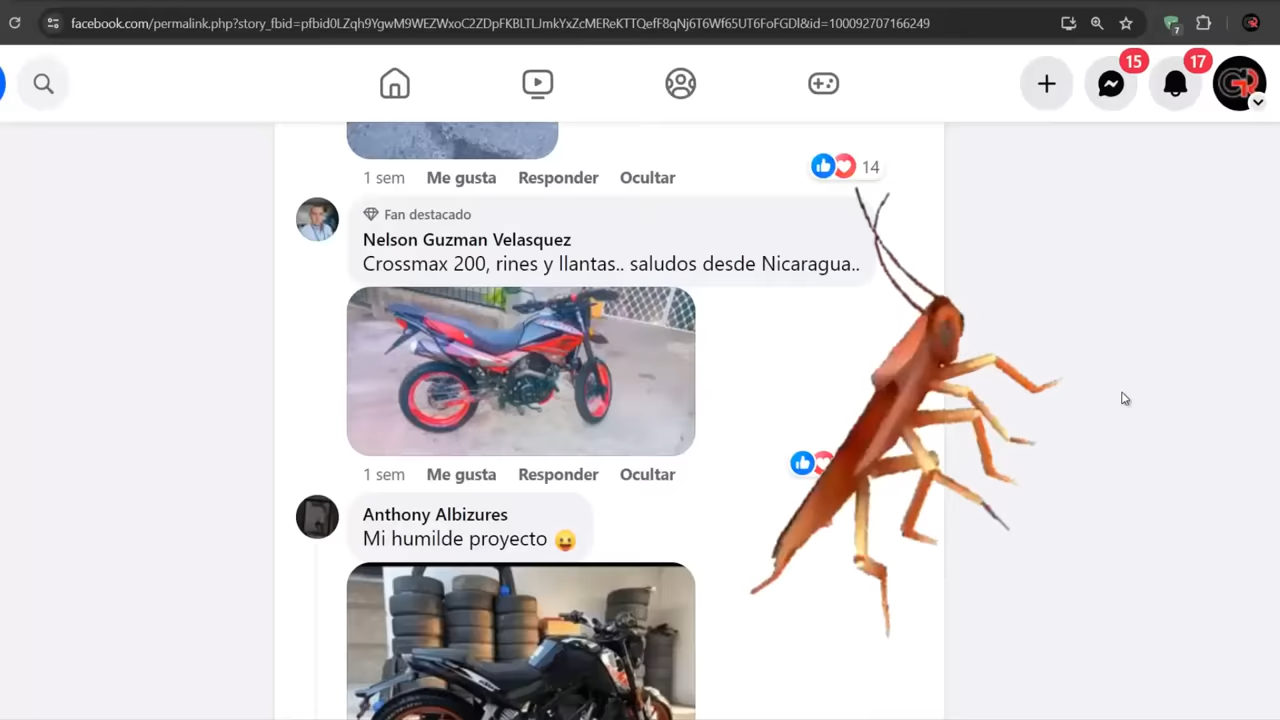 facebook.com/permalink.php?story_fbid=pfbid0LZqh9YgwM9WEZWxoC2ZDpFKBLTLJmkYxZcMEReKTTQefF8qNj6T6Wf65UT6FoFGDl&id=100092707166249
7
15
17
1 sem Me gusta Responder Ocultar
14
Fan destacado
Nelson Guzman Velasquez
Crossmax 200, rines y llantas.. saludos desde Nicaragua..
1 sem Me gusta Responder Ocultar
Anthony Albizures
Mi humilde proyecto 😛